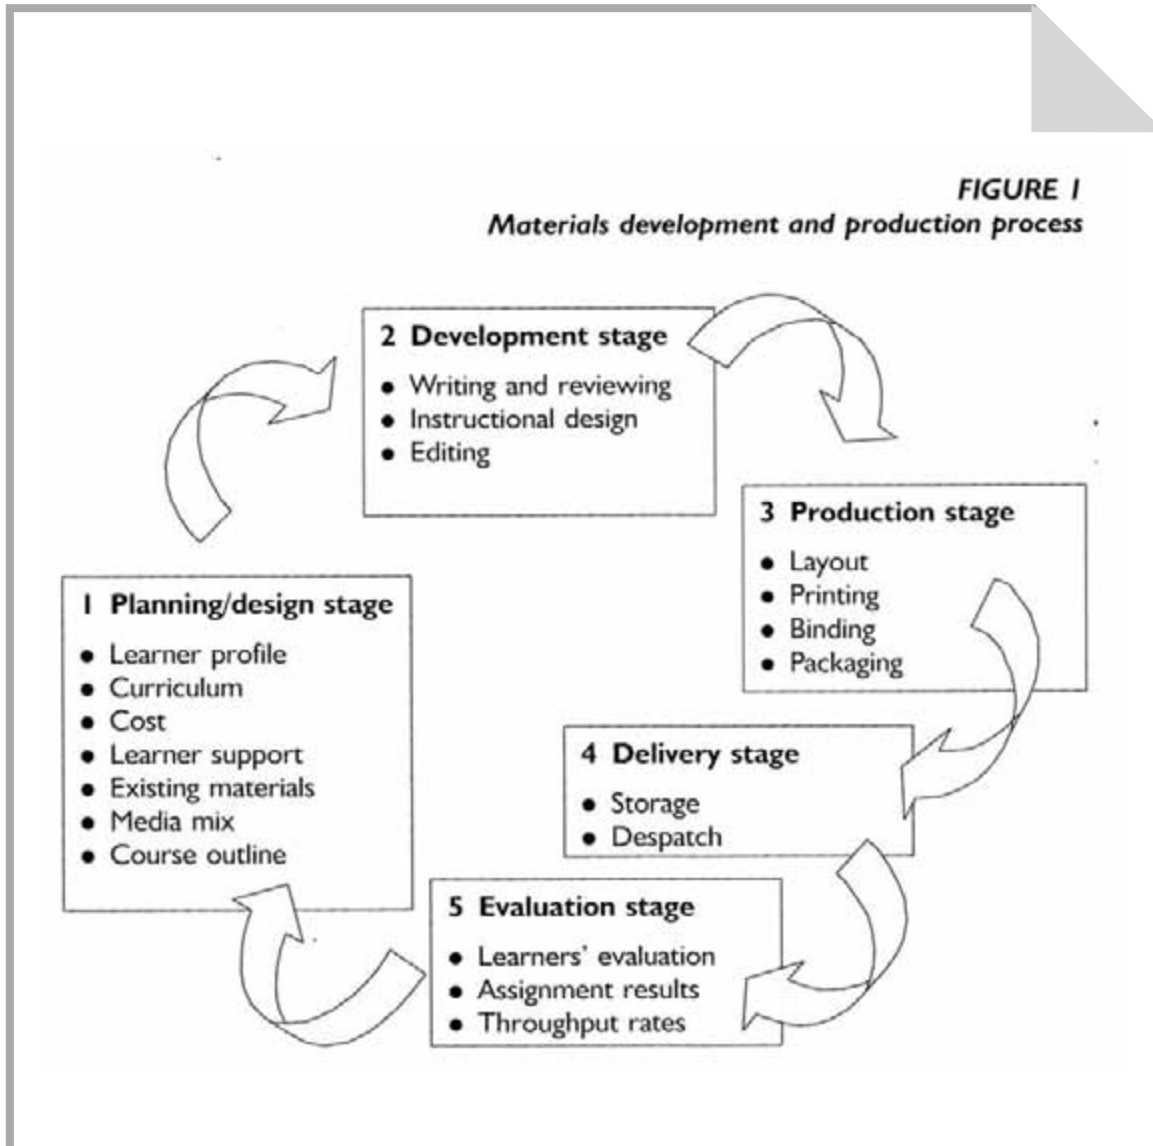 FIGURE 1
Materials development and production process
2 Development stage
● Writing and reviewing
● Instructional design
● Editing
3 Production stage
● Layout
● Printing
● Binding
● Packaging
1 Planning/design stage
● Learner profile
● Curriculum
● Cost
● Learner support
● Existing materials
● Media mix
● Course outline
4 Delivery stage
● Storage
● Despatch
5 Evaluation stage
● Learners' evaluation
● Assignment results
● Throughput rates